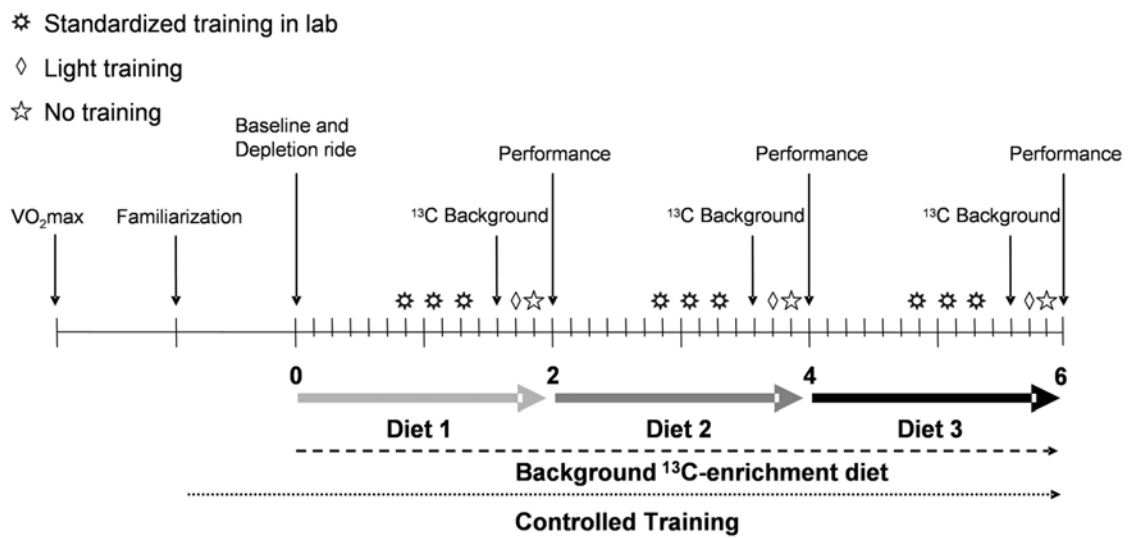 Standardized training in lab
Light training
No training
Baseline and
Depletion ride
Performance
Performance
Performance
VO₂max
Familiarization
¹³C Background
¹³C Background
¹³C Background
0
2
4
6
Diet 1
Diet 2
Diet 3
Background ¹³C-enrichment diet
Controlled Training